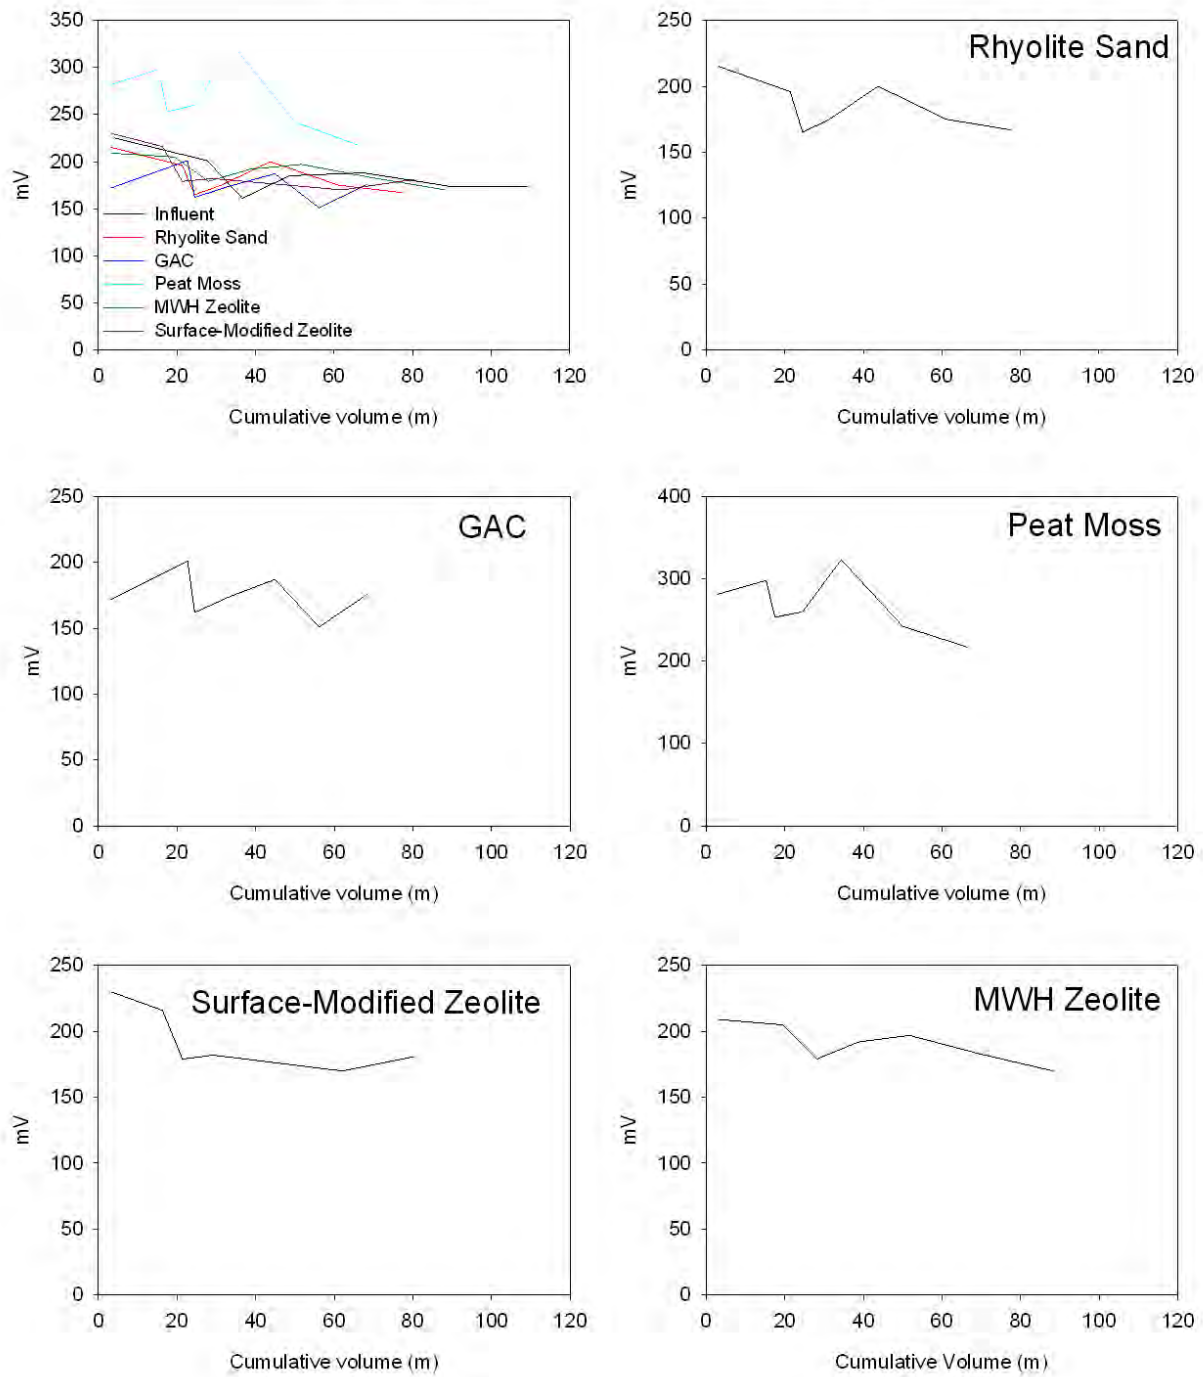 350
300
250
200
150
100
50
0
mV
Influent
Rhyolite Sand
GAC
Peat Moss
MWH Zeolite
Surface-Modified Zeolite
0 20 40 60 80 100 120
Cumulative volume (m)
Rhyolite Sand
250
200
150
100
50
0
mV
0 20 40 60 80 100 120
Cumulative volume (m)
GAC
250
200
150
100
50
0
mV
0 20 40 60 80 100 120
Cumulative volume (m)
Peat Moss
400
300
200
100
0
mV
0 20 40 60 80 100 120
Cumulative volume (m)
Surface-Modified Zeolite
250
200
150
100
50
0
mV
0 20 40 60 80 100 120
Cumulative volume (m)
MWH Zeolite
250
200
150
100
50
0
mV
0 20 40 60 80 100 120
Cumulative Volume (m)